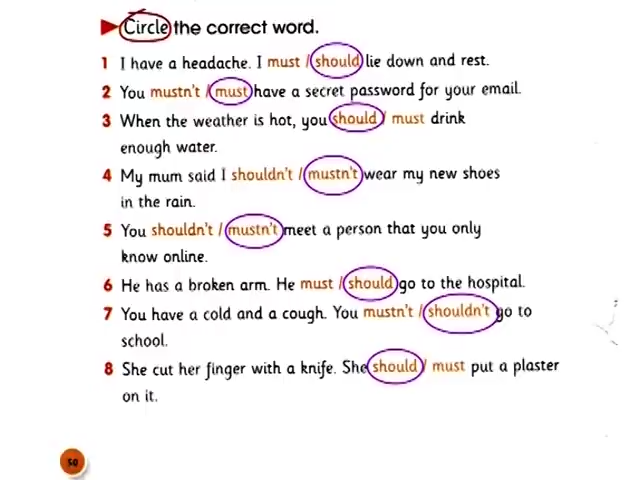 Circle the correct word.
1 I have a headache. I must / should lie down and rest.
2 You mustn't / must have a secret password for your email.
3 When the weather is hot, you should / must drink
enough water.
4 My mum said I shouldn't / mustn't wear my new shoes
in the rain.
5 You shouldn't / mustn't meet a person that you only
know online.
6 He has a broken arm. He must / should go to the hospital.
7 You have a cold and a cough. You mustn't / shouldn't go to
school.
8 She cut her finger with a knife. She should / must put a plaster
on it.
50